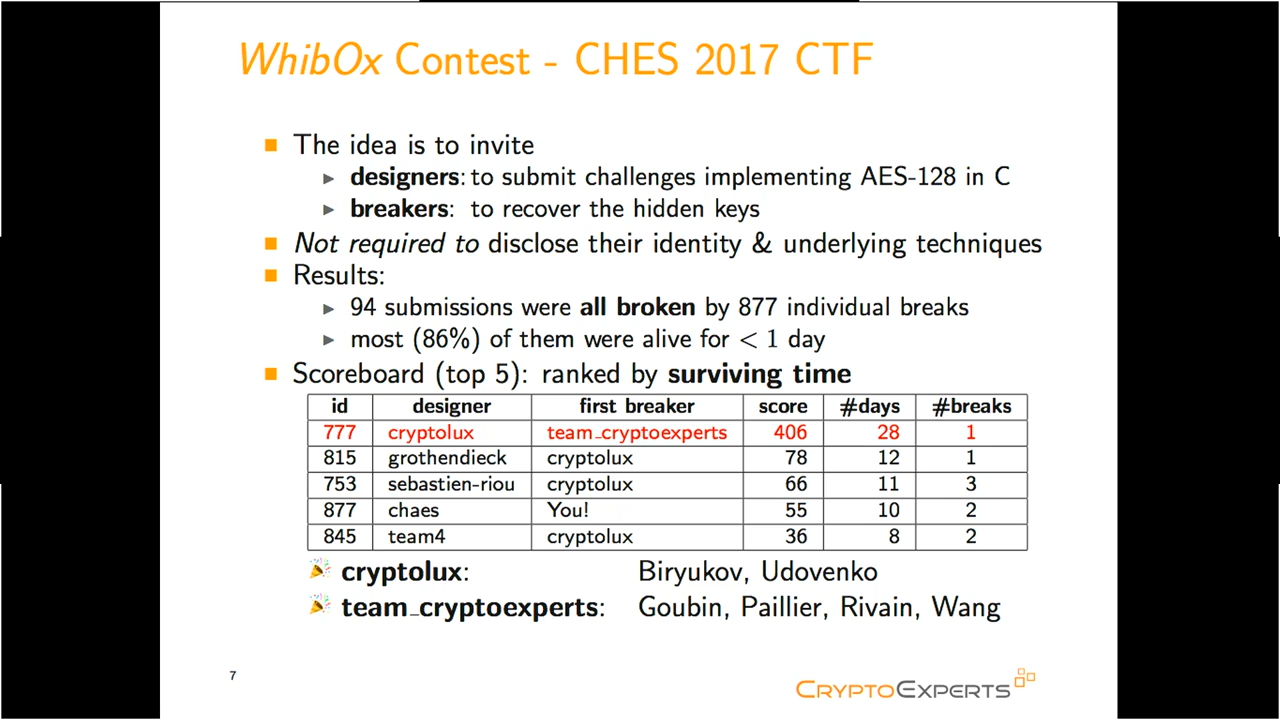 WhibOx Contest - CHES 2017 CTF
The idea is to invite
designers: to submit challenges implementing AES-128 in C
breakers: to recover the hidden keys
Not required to disclose their identity & underlying techniques
Results:
94 submissions were all broken by 877 individual breaks
most (86%) of them were alive for < 1 day
Scoreboard (top 5): ranked by surviving time
id designer first breaker score #days #breaks
777 cryptolux team_cryptoexperts 406 28 1
815 grothendieck cryptolux 78 12 1
753 sebastien-riou cryptolux 66 11 3
877 chaes You! 55 10 2
845 team4 cryptolux 36 8 2
cryptolux: Biryukov, Udovenko
team_cryptoexperts: Goubin, Paillier, Rivain, Wang
7
CRYPTOEXPERTS